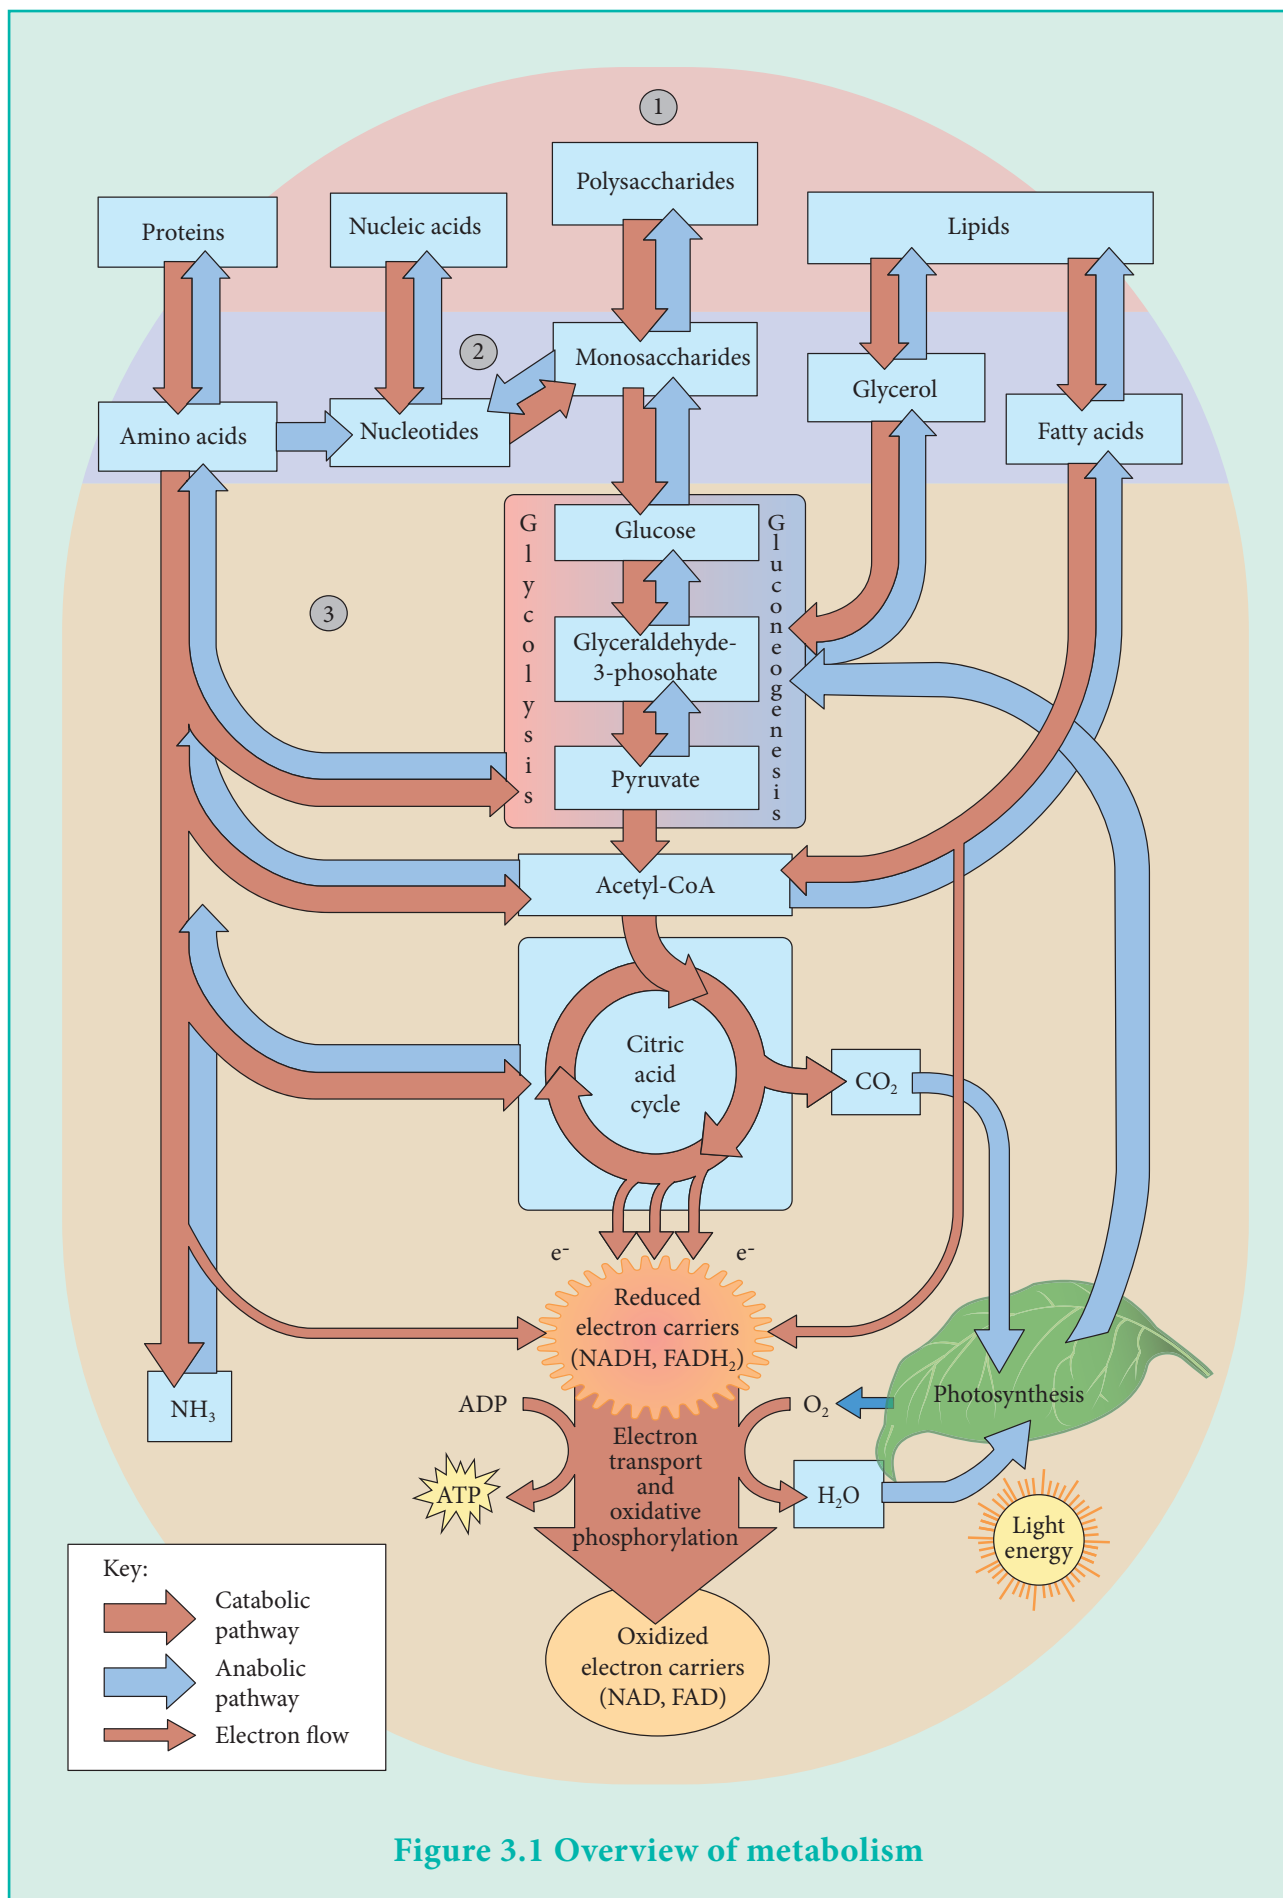 1
Polysaccharides
Proteins
Nucleic acids
Lipids
2
Monosaccharides
Glycerol
Amino acids
Nucleotides
Fatty acids
Glycolysis
Glucose
Gluconeogenesis
3
Glyceraldehyde-
3-phosohate
Pyruvate
Acetyl-CoA
Citric
acid
cycle
CO₂
e-
e-
Reduced
electron carriers
(NADH, FADH₂)
NH₃
ADP
O₂
Photosynthesis
Electron
transport
and
oxidative
phosphorylation
ATP
H₂O
Light
energy
Key:
Catabolic
pathway
Anabolic
pathway
Electron flow
Oxidized
electron carriers
(NAD, FAD)
Figure 3.1 Overview of metabolism